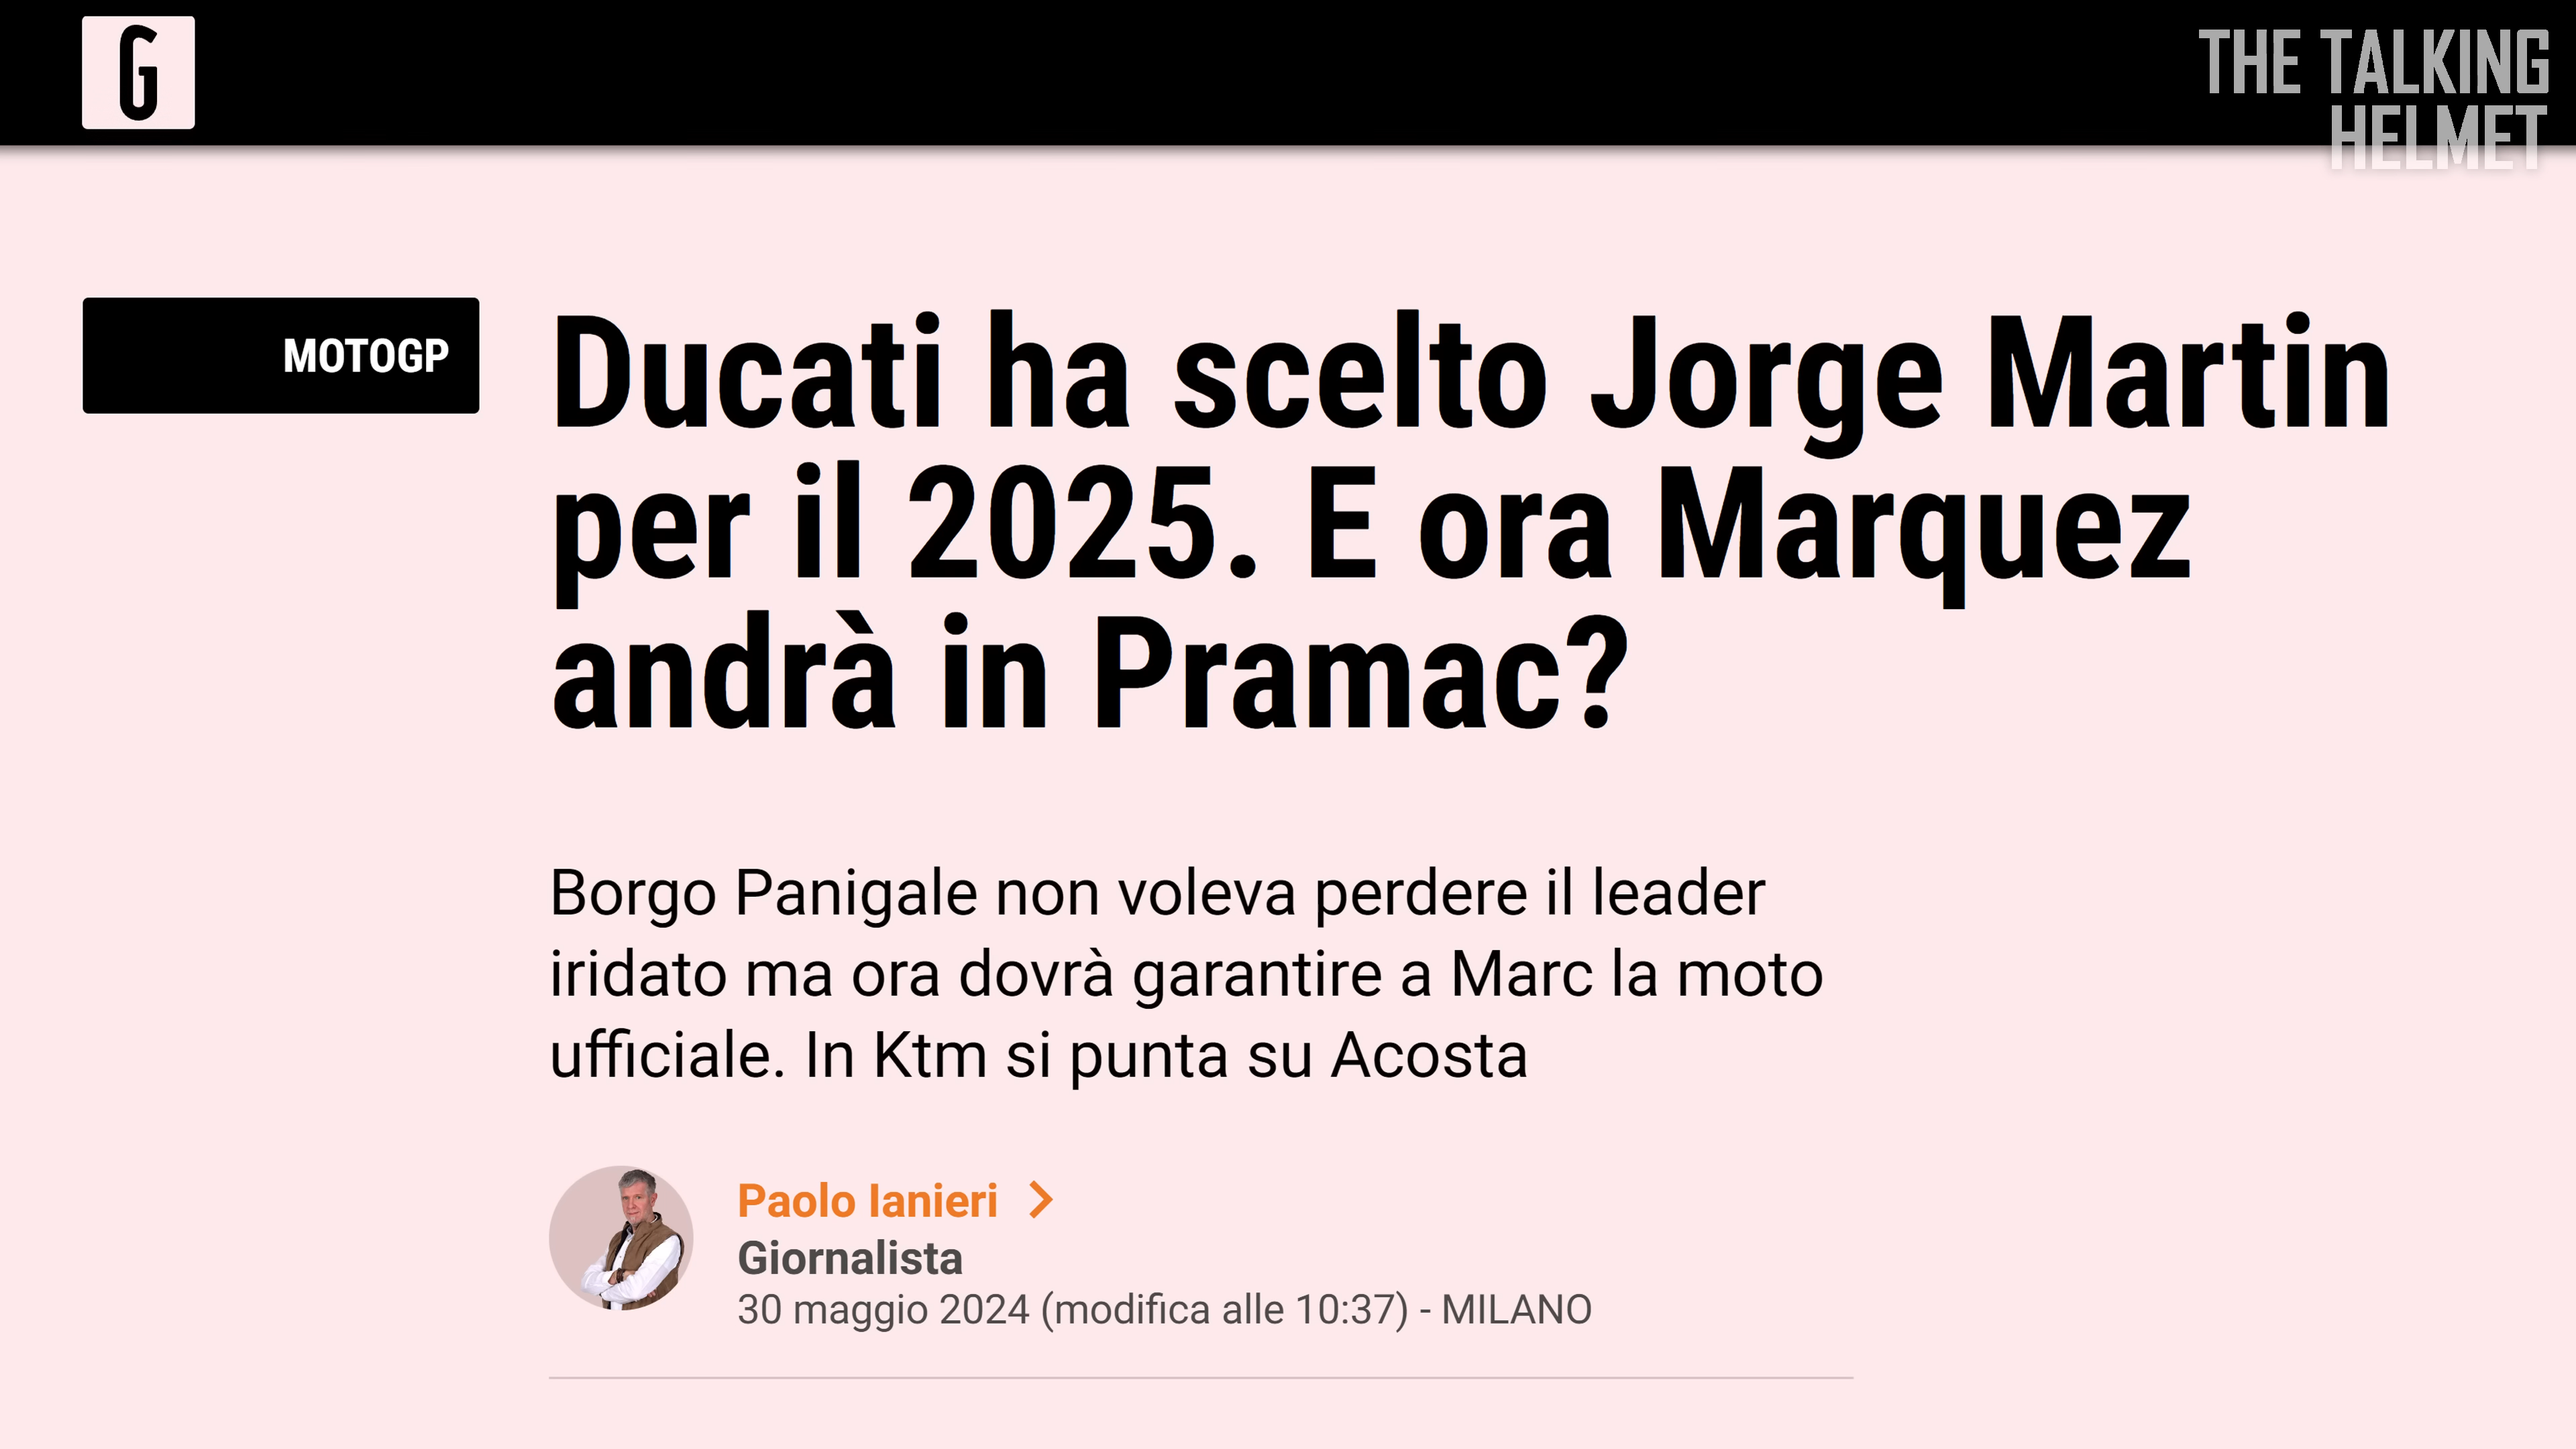 G
THE TALKING
HELMET
MOTOGP
Ducati ha scelto Jorge Martin
per il 2025. E ora Marquez
andrà in Pramac?
Borgo Panigale non voleva perdere il leader
iridato ma ora dovrà garantire a Marc la moto
ufficiale. In Ktm si punta su Acosta
Paolo Ianieri
Giornalista
30 maggio 2024 (modifica alle 10:37) - MILANO